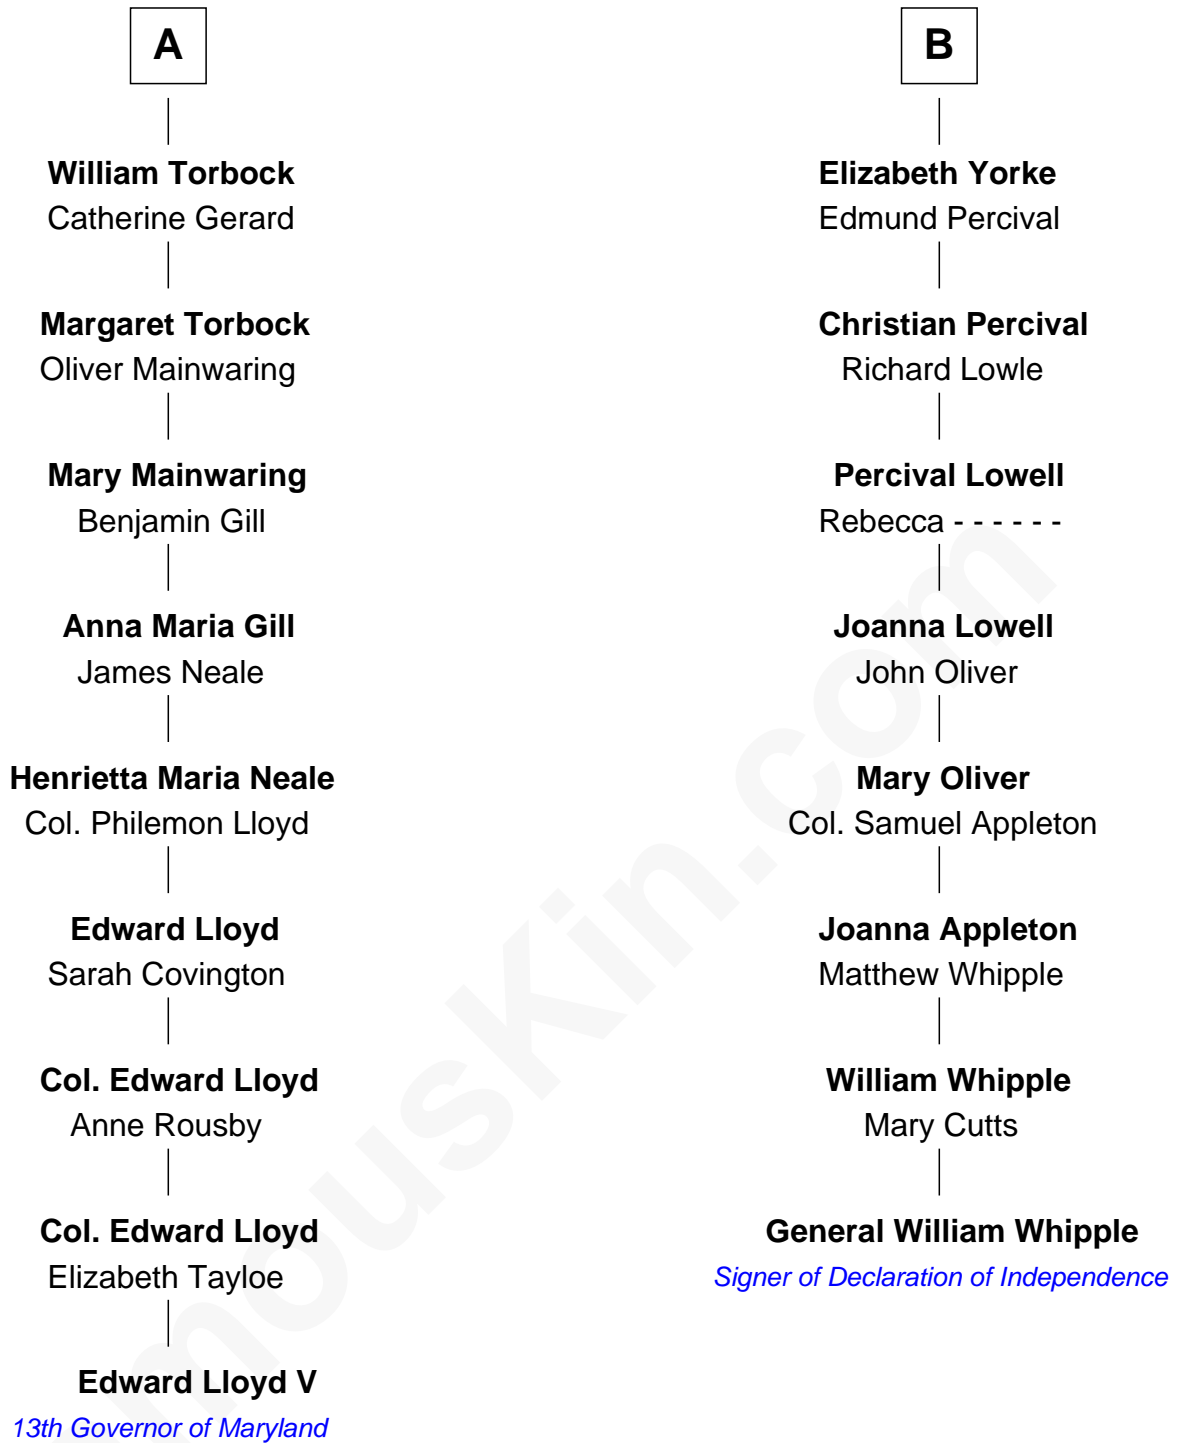 A
William Torbock
Catherine Gerard
Margaret Torbock
Oliver Mainwaring
Mary Mainwaring
Benjamin Gill
Anna Maria Gill
James Neale
Henrietta Maria Neale
Col. Philemon Lloyd
Edward Lloyd
Sarah Covington
Col. Edward Lloyd
Anne Rousby
Col. Edward Lloyd
Elizabeth Tayloe
Edward Lloyd V
13th Governor of Maryland
B
Elizabeth Yorke
Edmund Percival
Christian Percival
Richard Lowle
Percival Lowell
Rebecca - - - - - -
Joanna Lowell
John Oliver
Mary Oliver
Col. Samuel Appleton
Joanna Appleton
Matthew Whipple
William Whipple
Mary Cutts
General William Whipple
Signer of Declaration of Independence
mousKin.com